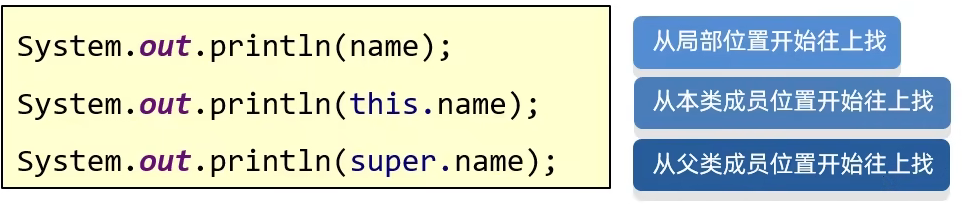 System.out.println(name);
从局部位置开始往上找
System.out.println(this.name);
从本类成员位置开始往上找
System.out.println(super.name);
从父类成员位置开始往上找